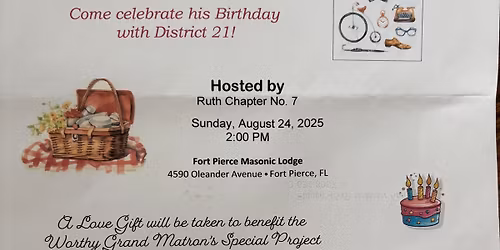 Come celebrate his Birthday
with District 21!
Hosted by
Ruth Chapter No. 7
Sunday, August 24, 2025
2:00 PM
Fort Pierce Masonic Lodge
4590 Oleander Avenue • Fort Pierce, FL
A Love Gift will be taken to benefit the
Worthy Grand Matron's Special Project